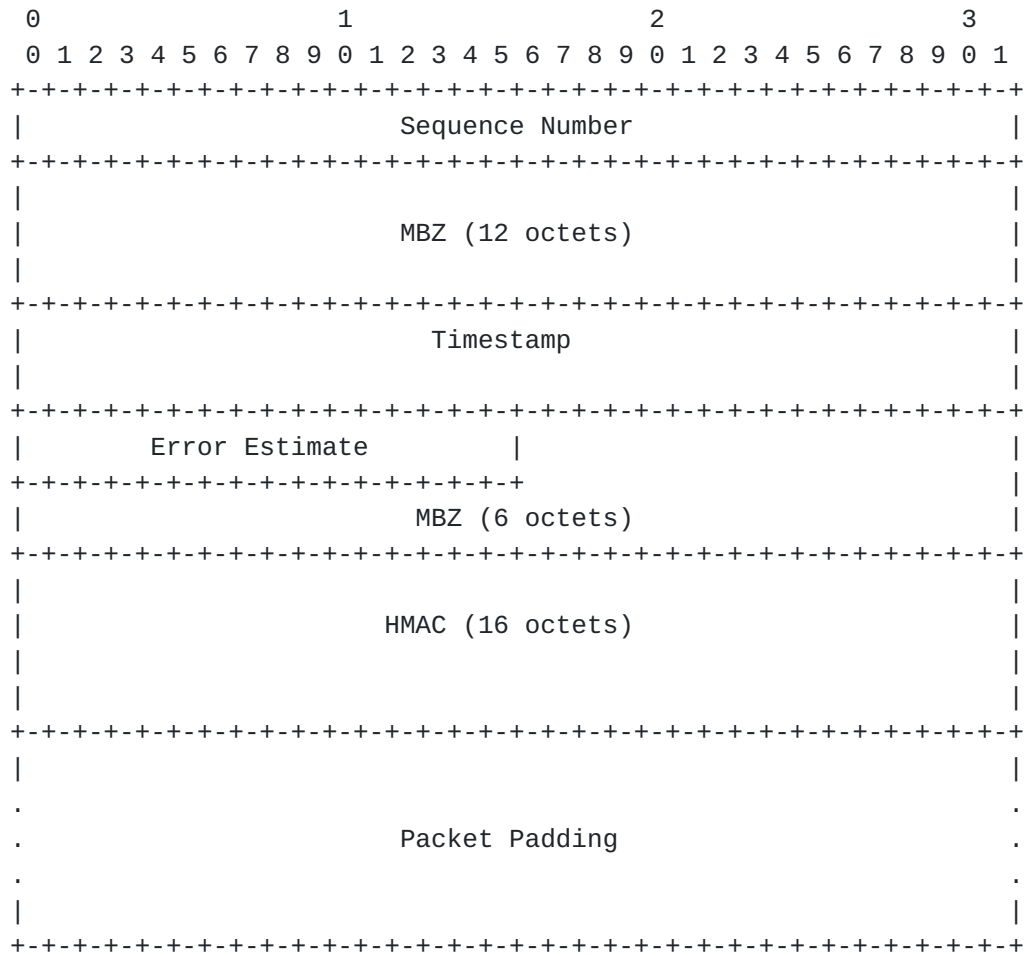 0                   1                   2                   3
 0 1 2 3 4 5 6 7 8 9 0 1 2 3 4 5 6 7 8 9 0 1 2 3 4 5 6 7 8 9 0 1
+-+-+-+-+-+-+-+-+-+-+-+-+-+-+-+-+-+-+-+-+-+-+-+-+-+-+-+-+-+-+-+-+
|                        Sequence Number                        |
+-+-+-+-+-+-+-+-+-+-+-+-+-+-+-+-+-+-+-+-+-+-+-+-+-+-+-+-+-+-+-+-+
|                                                               |
|                        MBZ (12 octets)                        |
|                                                               |
+-+-+-+-+-+-+-+-+-+-+-+-+-+-+-+-+-+-+-+-+-+-+-+-+-+-+-+-+-+-+-+-+
|                          Timestamp                            |
|                                                               |
+-+-+-+-+-+-+-+-+-+-+-+-+-+-+-+-+-+-+-+-+-+-+-+-+-+-+-+-+-+-+-+-+
|        Error Estimate         |                               |
+-+-+-+-+-+-+-+-+-+-+-+-+-+-+-+-+                               |
|                         MBZ (6 octets)                        |
+-+-+-+-+-+-+-+-+-+-+-+-+-+-+-+-+-+-+-+-+-+-+-+-+-+-+-+-+-+-+-+-+
|                                                               |
|                       HMAC (16 octets)                        |
|                                                               |
|                                                               |
+-+-+-+-+-+-+-+-+-+-+-+-+-+-+-+-+-+-+-+-+-+-+-+-+-+-+-+-+-+-+-+-+
|                                                               |
.                                                               .
.                        Packet Padding                         .
.                                                               .
|                                                               |
+-+-+-+-+-+-+-+-+-+-+-+-+-+-+-+-+-+-+-+-+-+-+-+-+-+-+-+-+-+-+-+-+